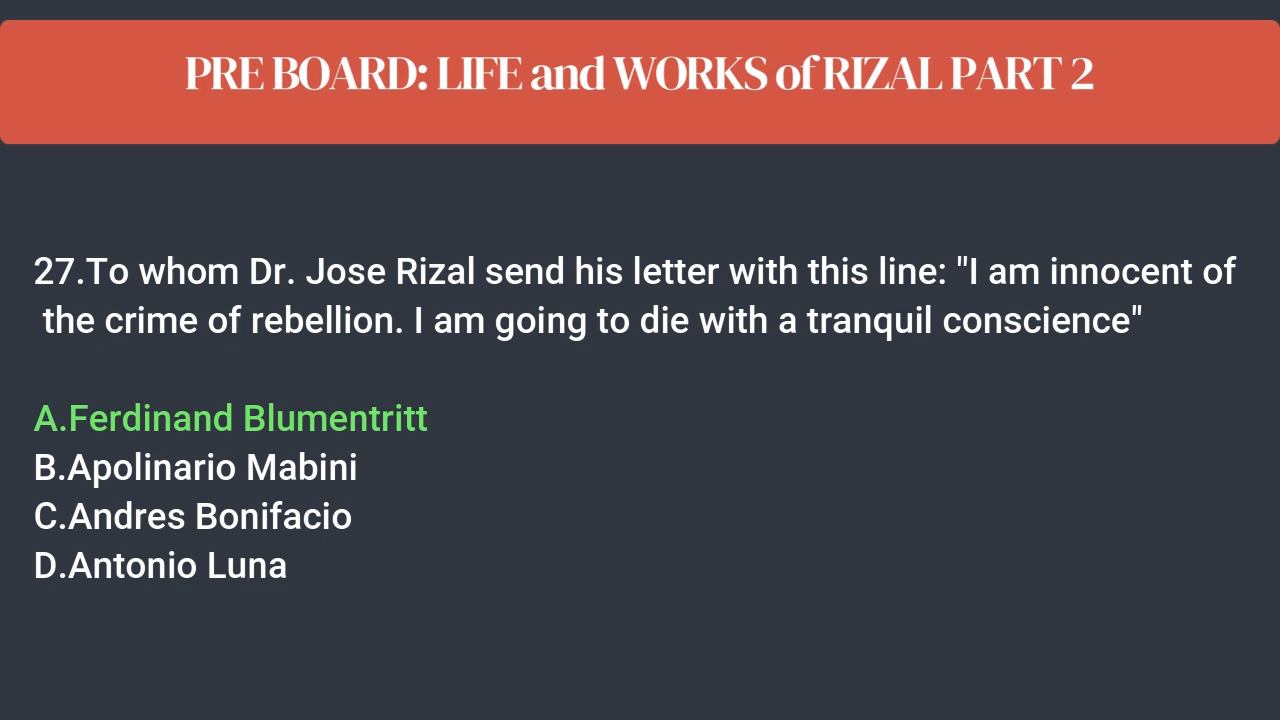 PRE BOARD: LIFE and WORKS of RIZAL PART 2
27.To whom Dr. Jose Rizal send his letter with this line: "I am innocent of
the crime of rebellion. I am going to die with a tranquil conscience"
A.Ferdinand Blumentritt
B.Apolinario Mabini
C.Andres Bonifacio
D.Antonio Luna